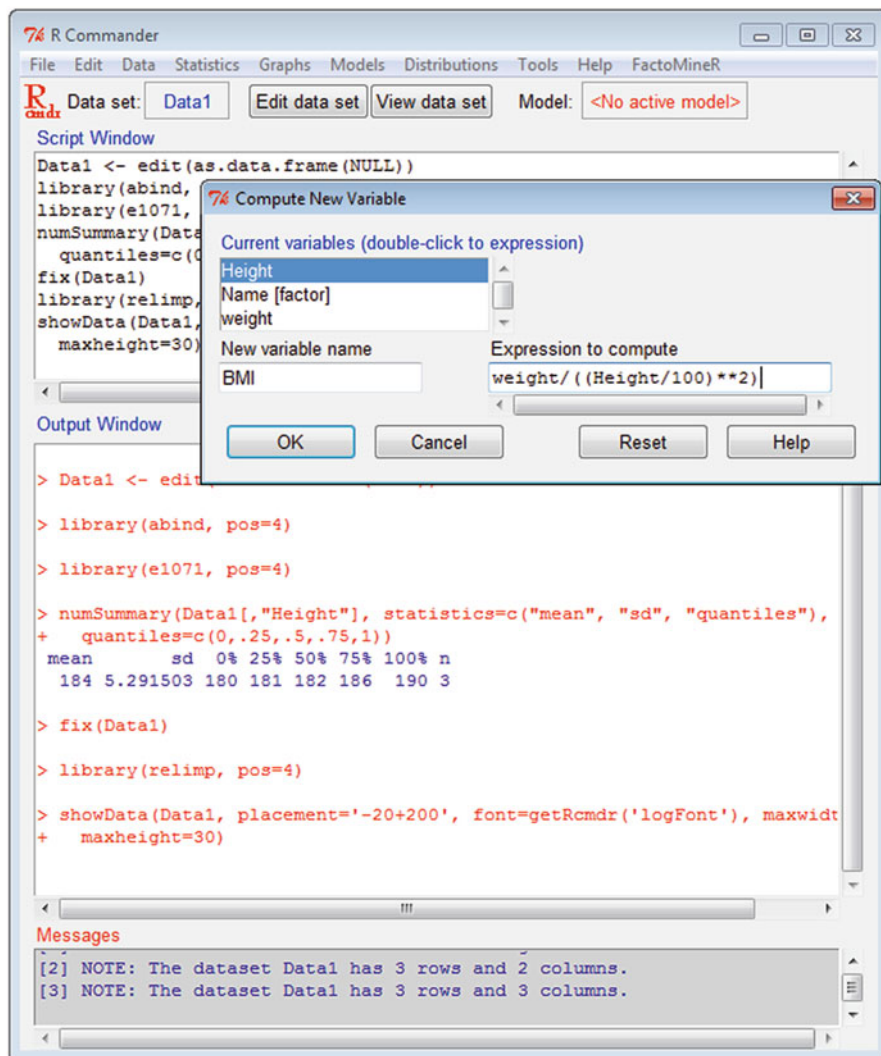 R Commander
File Edit Data Statistics Graphs Models Distributions Tools Help FactoMineR
R cmdr Data set: Data1 Edit data set View data set Model: <No active model>
Script Window
Data1 <- edit(as.data.frame(NULL))
library(abind,
library(e1071,
numSummary(Data
quantiles=c(0
fix(Data1)
library(relimp,
showData(Data1,
maxheight=30)
Compute New Variable
Current variables (double-click to expression)
Height
Name [factor]
weight
New variable name
BMI
Expression to compute
weight/((Height/100)**2)
OK Cancel Reset Help
Output Window
> Data1 <- edit(
> library(abind, pos=4)
> library(e1071, pos=4)
> numSummary(Data1[,"Height"], statistics=c("mean", "sd", "quantiles"),
+ quantiles=c(0,.25,.5,.75,1))
mean sd 0% 25% 50% 75% 100% n
184 5.291503 180 181 182 186 190 3
> fix(Data1)
> library(relimp, pos=4)
> showData(Data1, placement='-20+200', font=getRcmdr('logFont'), maxwidt
+ maxheight=30)
Messages
[2] NOTE: The dataset Data1 has 3 rows and 2 columns.
[3] NOTE: The dataset Data1 has 3 rows and 3 columns.